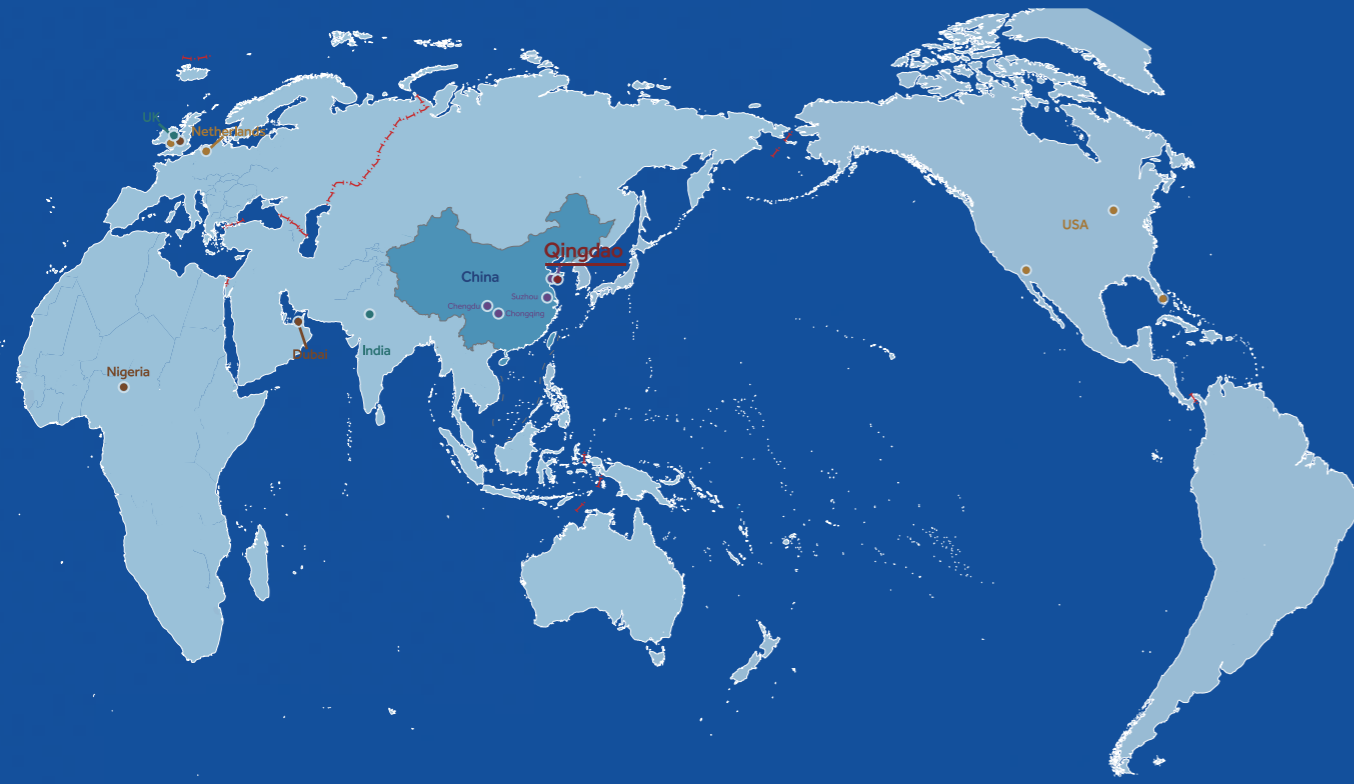 UK
Netherlands
USA
Qingdao
China
Suzhou
Chengdu
Chongqing
India
Dubai
Nigeria